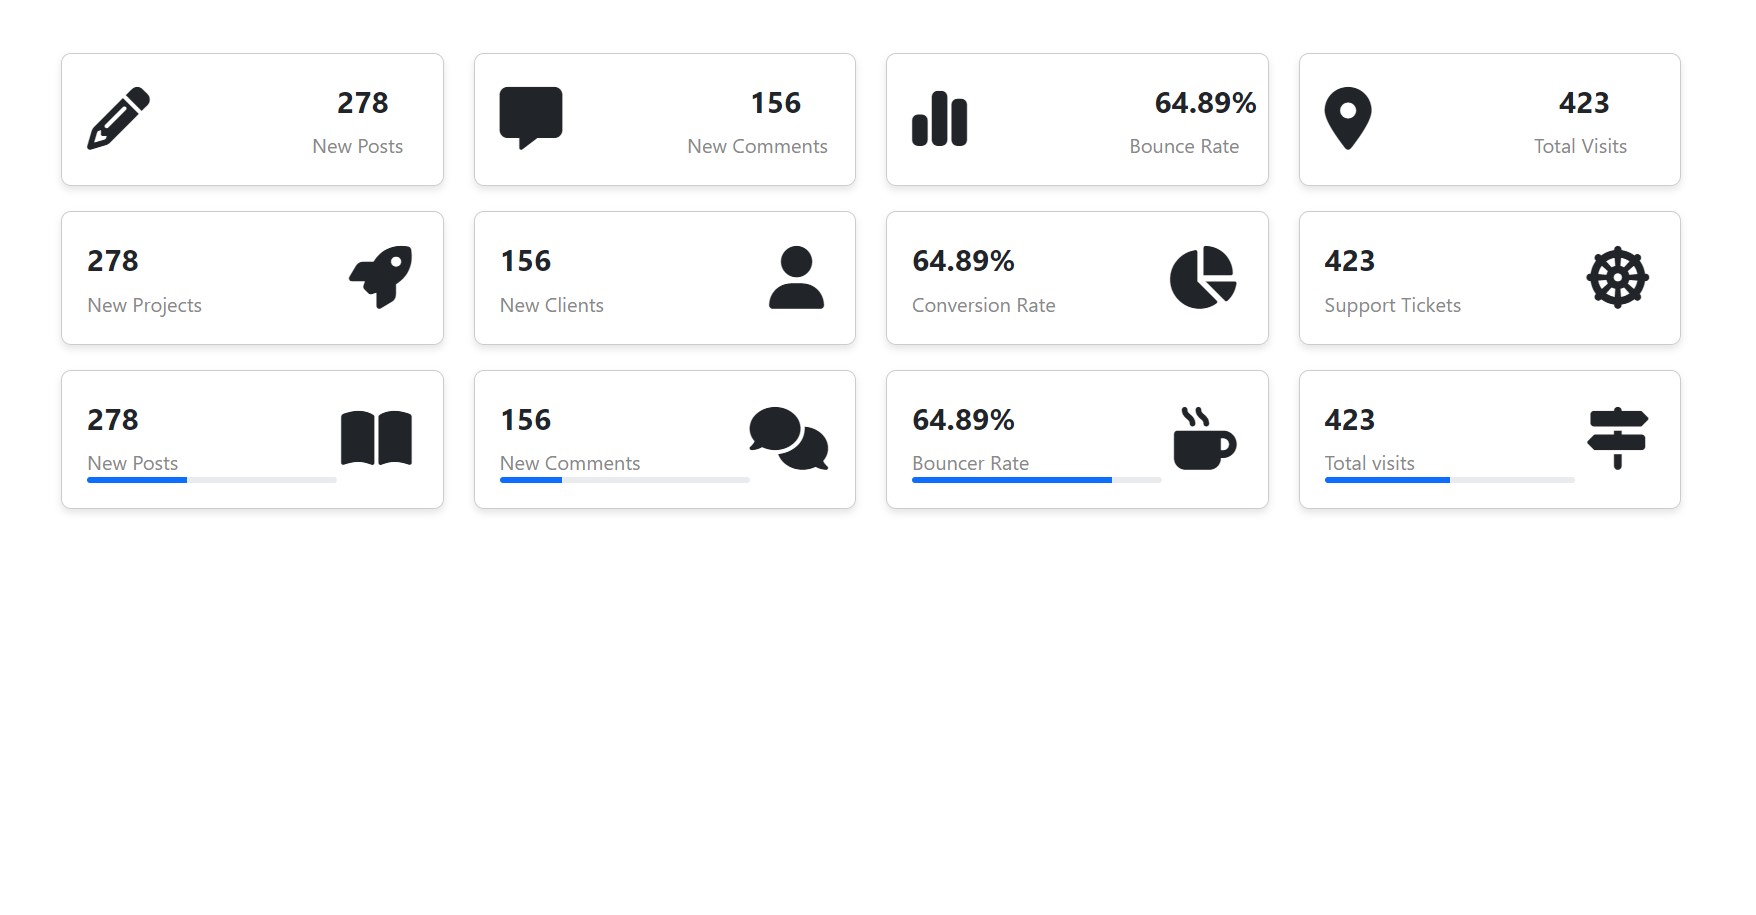 278
New Posts
156
New Comments
64.89%
Bounce Rate
423
Total Visits
278
New Projects
156
New Clients
64.89%
Conversion Rate
423
Support Tickets
278
New Posts
156
New Comments
64.89%
Bouncer Rate
423
Total visits